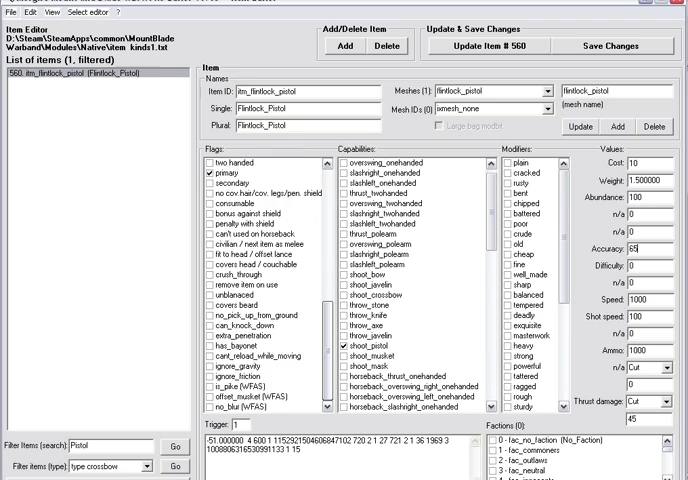 File Edit View Select editor ?
Item Editor
D:\Steam\SteamApps\common\MountBlade
Warband\Modules\Native\item_kinds1.txt
List of items (1, filtered)
560. itm_flintlock_pistol (Flintlock_Pistol)
Filter Items (search): Pistol Go
Filter items (type): type crossbow Go
Add/Delete Item
Add Delete
Update & Save Changes
Update Item # 560 Save Changes
Item
Names
Item ID: itm_flintlock_pistol
Single: Flintlock_Pistol
Plural: Flintlock_Pistol
Meshes (1): flintlock_pistol
Mesh IDs (0) ixmesh_none
Large bag modbit
flintlock_pistol
(mesh name)
Update Add Delete
Flags:
two handed
primary
secondary
no cov.hair/cov. legs/pen. shield
consumable
bonus against shield
penalty with shield
can't used on horseback
civilian / next item as melee
fit to head / offset lance
covers head / couchable
crush_through
remove item on use
unblanaced
covers beard
no_pick_up_from_ground
can_knock_down
extra_penetration
has_bayonet
cant_reload_while_moving
ignore_gravity
ignore_friction
is_pike (WFAS)
offset_musket (WFAS)
no_blur (WFAS)
Capabilities:
overswing_onehanded
slashright_onehanded
slashleft_onehanded
thrust_twohanded
overswing_twohanded
slashright_twohanded
slashleft_twohanded
thrust_polearm
overswing_polearm
slashright_polearm
slashleft_polearm
shoot_bow
shoot_javelin
shoot_crossbow
throw_stone
throw_knife
throw_axe
throw_javelin
shoot_pistol
shoot_musket
shoot_mask
horseback_thrust_onehanded
horseback_overswing_right_onehanded
horseback_overswing_left_onehanded
horseback_slashright_onehanded
Modifiers:
plain
cracked
rusty
bent
chipped
battered
poor
crude
old
cheap
fine
well_made
sharp
balanced
tempered
deadly
exquisite
masterwork
heavy
strong
powerful
tattered
ragged
rough
sturdy
Values:
Cost: 10
Weight: 1.500000
Abundance: 100
n/a 0
n/a 0
Accuracy: 65
Difficulty: 0
n/a 0
Speed: 1000
Shot speed: 100
n/a 0
Ammo: 1000
n/a Cut
0
Thrust damage: Cut
45
Trigger: 1
-51.000000 4 600 1 1152921504606847102 720 2 1 27 721 2 1 36 1969 3
1008806316530991133 1 15
Factions (0):
0 - fac_no_faction (No_Faction)
1 - fac_commoners
2 - fac_outlaws
3 - fac_neutral